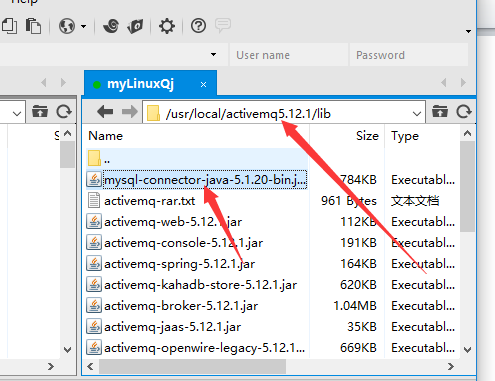 Help
User name
Password
myLinuxQj ×
/usr/local/activemq5.12.1/lib
Name Size Type
..
mysql-connector-java-5.1.20-bin.j... 784KB Executabl...
activemq-rar.txt 961 Bytes 文本文档
activemq-web-5.12.1.jar 112KB Executabl...
activemq-console-5.12.1.jar 191KB Executabl...
activemq-spring-5.12.1.jar 164KB Executabl...
activemq-kahadb-store-5.12.1.jar 620KB Executabl...
activemq-broker-5.12.1.jar 1.04MB Executabl...
activemq-jaas-5.12.1.jar 35KB Executabl...
activemq-openwire-legacy-5.12.1... 669KB Executabl...